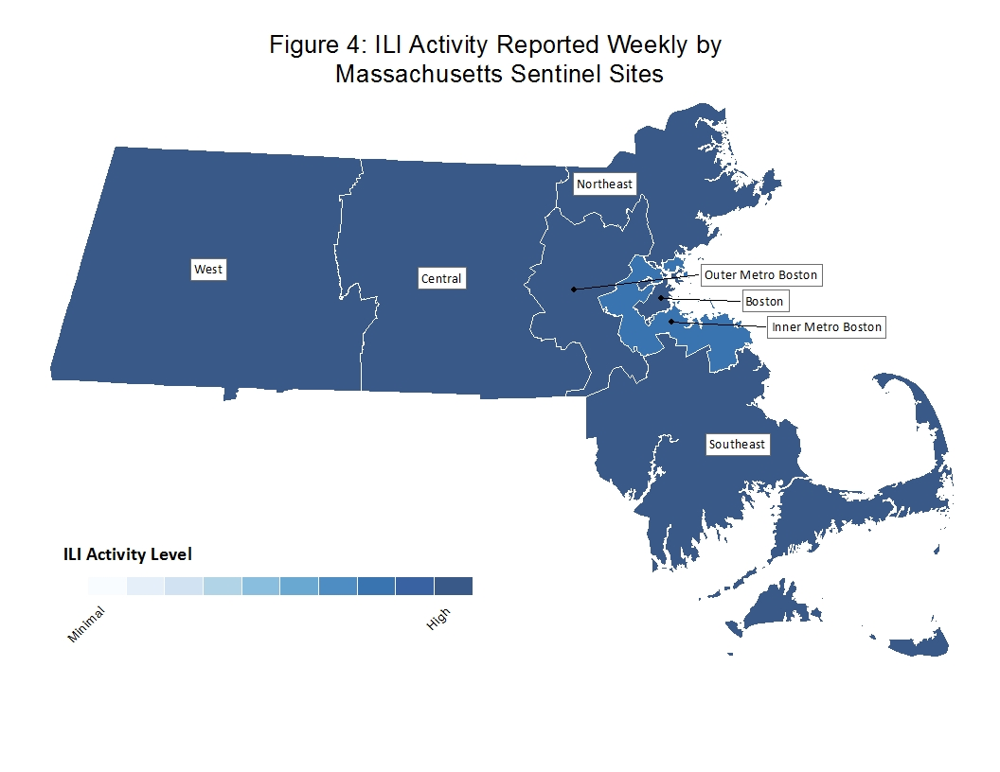 Figure 4: ILI Activity Reported Weekly by
Massachusetts Sentinel Sites
Northeast
West
Central
Outer Metro Boston
Boston
Inner Metro Boston
Southeast
ILI Activity Level
Minimal
High